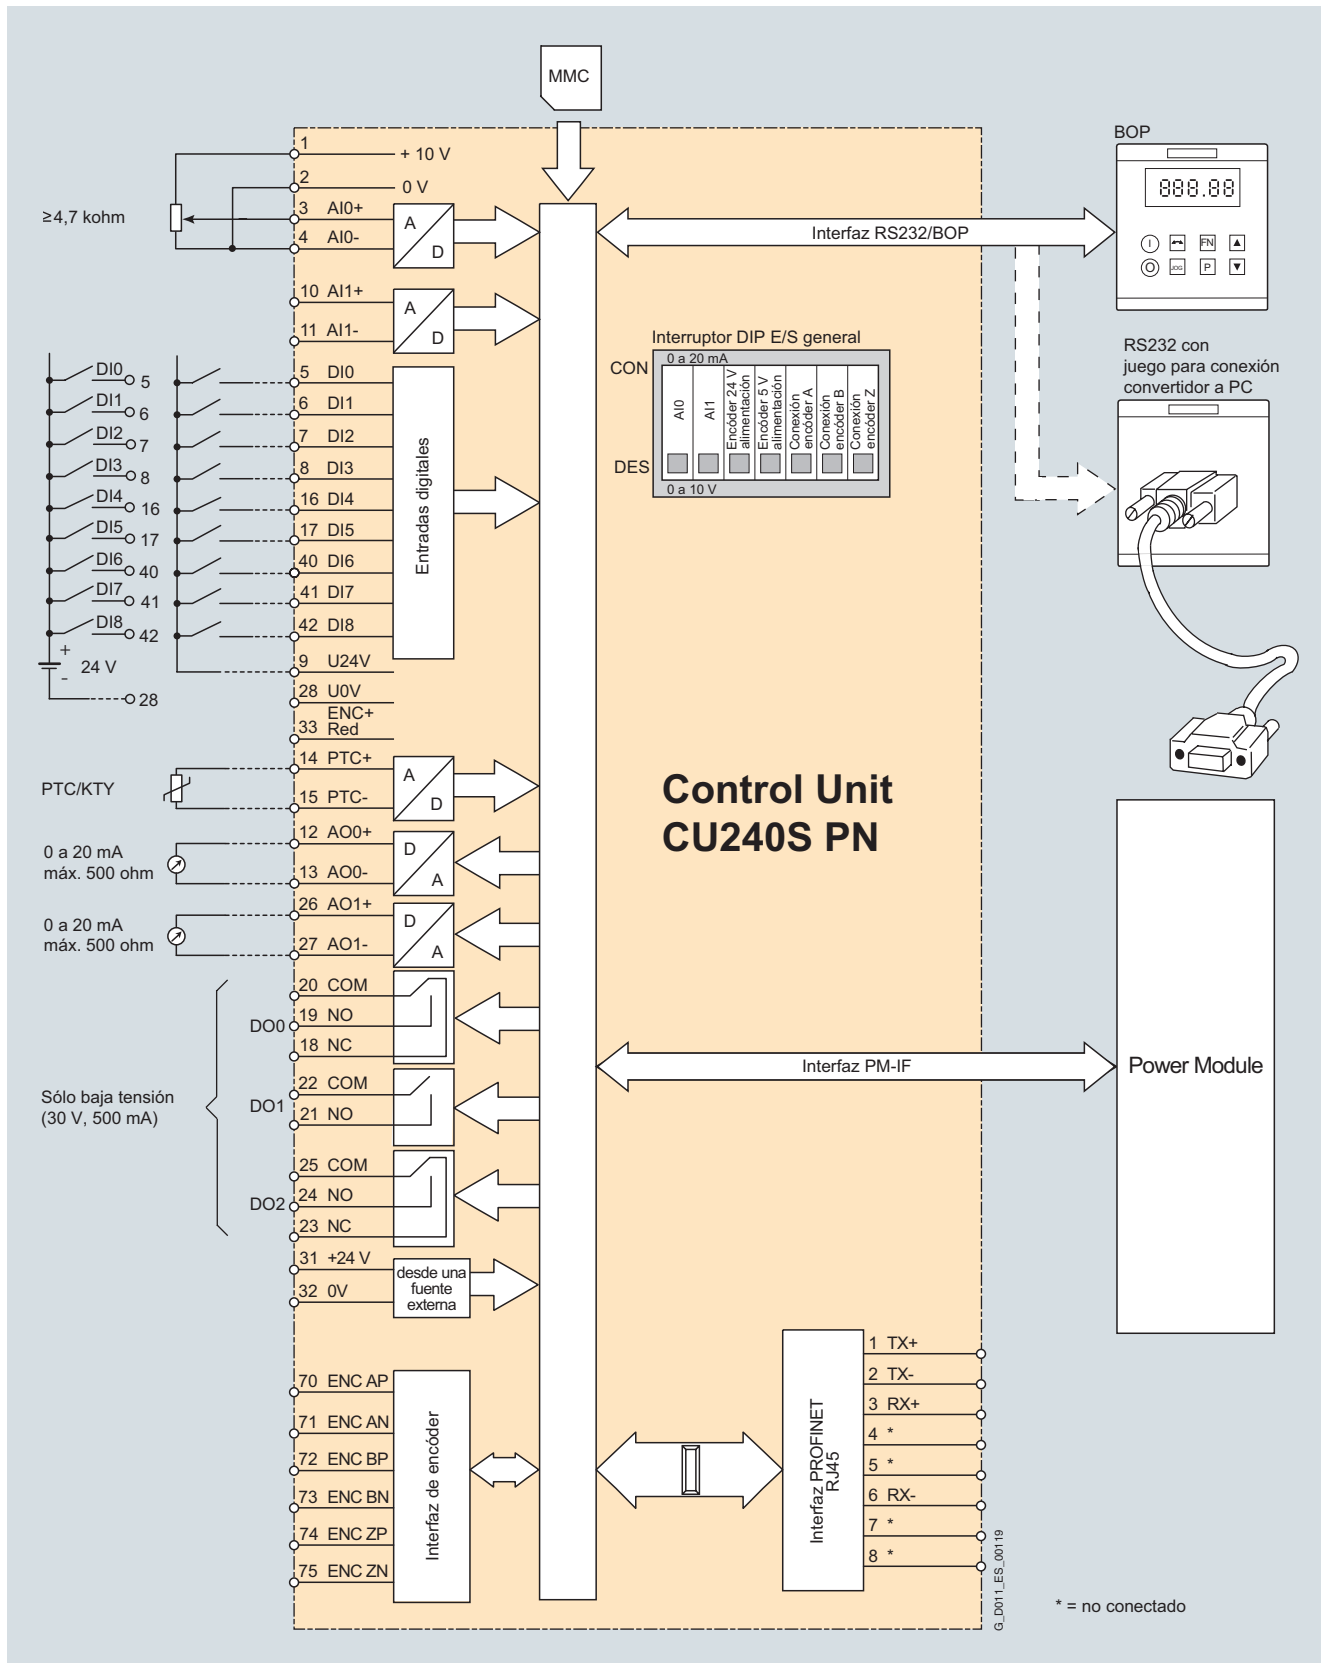 MMC
BOP
1
+ 10 V
2
0 V
≥4,7 kohm
3 AI0+
4 AI0-
A
D
888.88
Interfaz RS232/BOP
I
FN
O
JOG
P
10 AI1+
11 AI1-
A
D
Interruptor DIP E/S general
CON
0 a 20 mA
AI0
AI1
Encóder 24 V
alimentación
Encóder 5 V
alimentación
Conexión
encóder A
Conexión
encóder B
Conexión
encóder Z
DES
0 a 10 V
RS232 con
juego para conexión
convertidor a PC
DI0 5
DI1 6
DI2 7
DI3 8
DI4 16
DI5 17
DI6 40
DI7 41
DI8 42
+
24 V
-
28
5 DI0
6 DI1
7 DI2
8 DI3
16 DI4
17 DI5
40 DI6
41 DI7
42 DI8
Entradas digitales
9 U24V
28 U0V
ENC+
33 Red
PTC/KTY
14 PTC+
15 PTC-
A
D
Control Unit
CU240S PN
0 a 20 mA
máx. 500 ohm
12 AO0+
13 AO0-
D
A
0 a 20 mA
máx. 500 ohm
26 AO1+
27 AO1-
D
A
20 COM
DO0 19 NO
18 NC
Sólo baja tensión
(30 V, 500 mA)
22 COM
DO1
21 NO
25 COM
24 NO
DO2
23 NC
Interfaz PM-IF
Power Module
31 +24 V
32 0V
desde una
fuente
externa
70 ENC AP
71 ENC AN
72 ENC BP
73 ENC BN
74 ENC ZP
75 ENC ZN
Interfaz de encóder
Interfaz PROFINET
RJ45
1 TX+
2 TX-
3 RX+
4 *
5 *
6 RX-
7 *
8 *
G_D011_ES_00119
* = no conectado